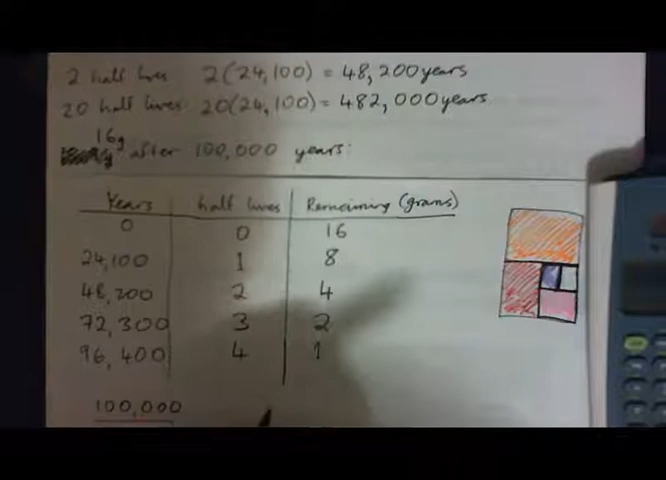 2 half lives 2(24,100) = 48,200 years
20 half lives 20(24,100) = 482,000 years
16g after 100,000 years:
Years half lives Remaining (grams)
0 0 16
24,100 1 8
48,200 2 4
72,300 3 2
96,400 4 1
100,000